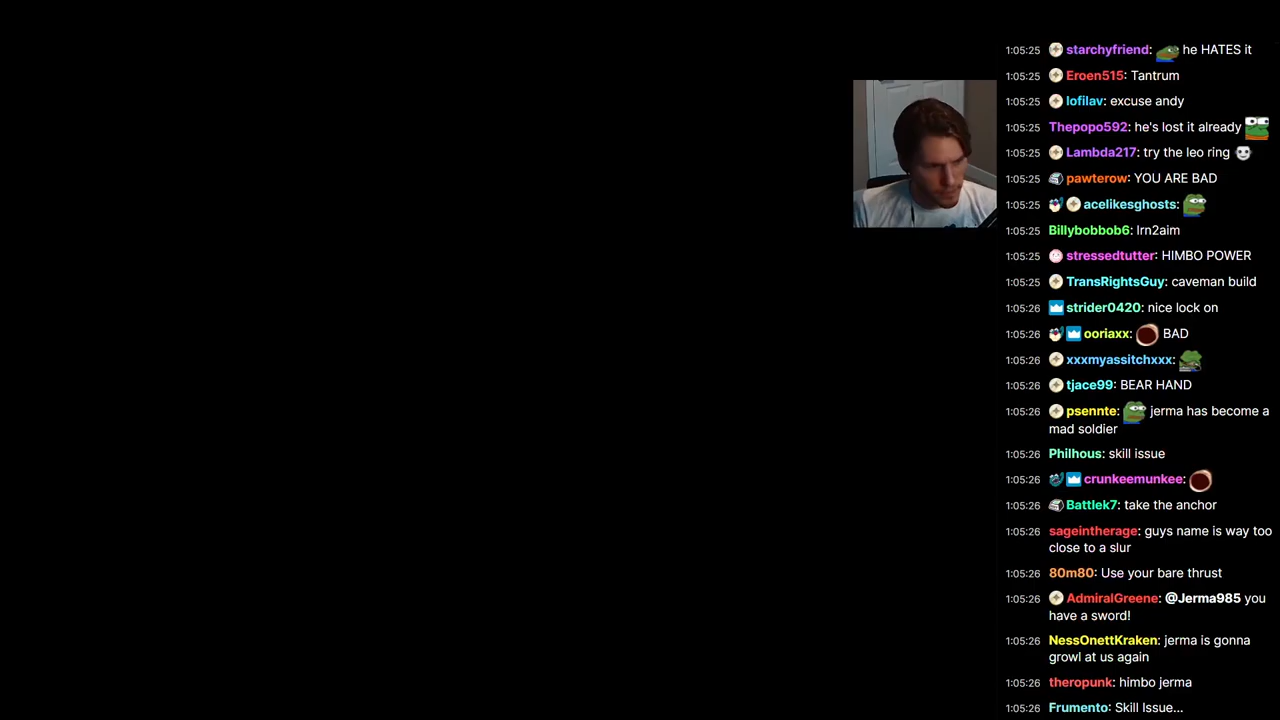 1:05:25 starchyfriend: he HATES it
1:05:25 Eroen515: Tantrum
1:05:25 lofilav: excuse andy
1:05:25 Thepopo592: he's lost it already
1:05:25 Lambda217: try the leo ring
1:05:25 pawterow: YOU ARE BAD
1:05:25 acelikesghosts:
1:05:25 Billybobbob6: lrn2aim
1:05:25 stressedtutter: HIMBO POWER
1:05:25 TransRightsGuy: caveman build
1:05:26 strider0420: nice lock on
1:05:26 ooriaxx: BAD
1:05:26 xxxmyassitchxxx:
1:05:26 tjace99: BEAR HAND
1:05:26 psennte: jerma has become a
mad soldier
1:05:26 Philhous: skill issue
1:05:26 crunkeemunkee:
1:05:26 Battlek7: take the anchor
1:05:26 sageintherage: guys name is way too
close to a slur
1:05:26 80m80: Use your bare thrust
1:05:26 AdmiralGreene: @Jerma985 you
have a sword!
1:05:26 NessOnettKraken: jerma is gonna
growl at us again
1:05:26 theropunk: himbo jerma
1:05:26 Frumento: Skill Issue...